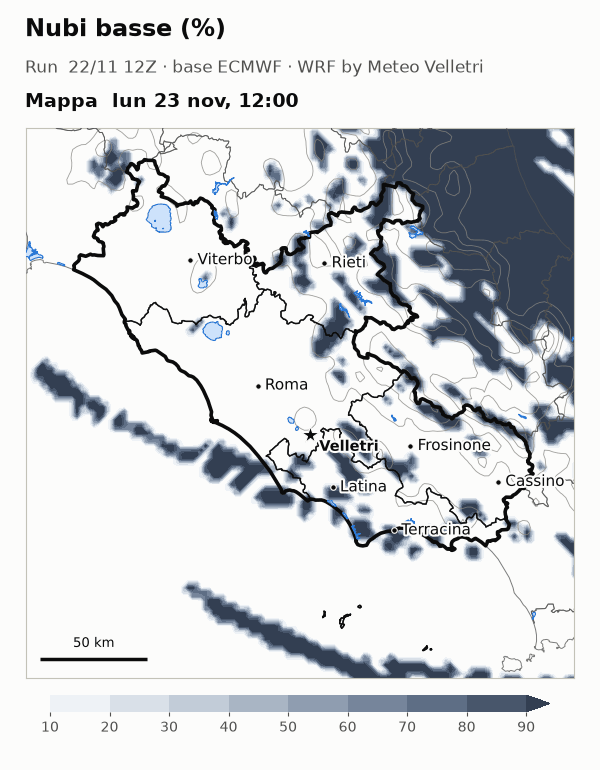 Nubi basse (%)
Run  22/11 12Z · base ECMWF · WRF by Meteo Velletri
Mappa  lun 23 nov, 12:00
Viterbo
Rieti
Roma
Velletri
Frosinone
Latina
Cassino
Terracina
50 km
10 20 30 40 50 60 70 80 90